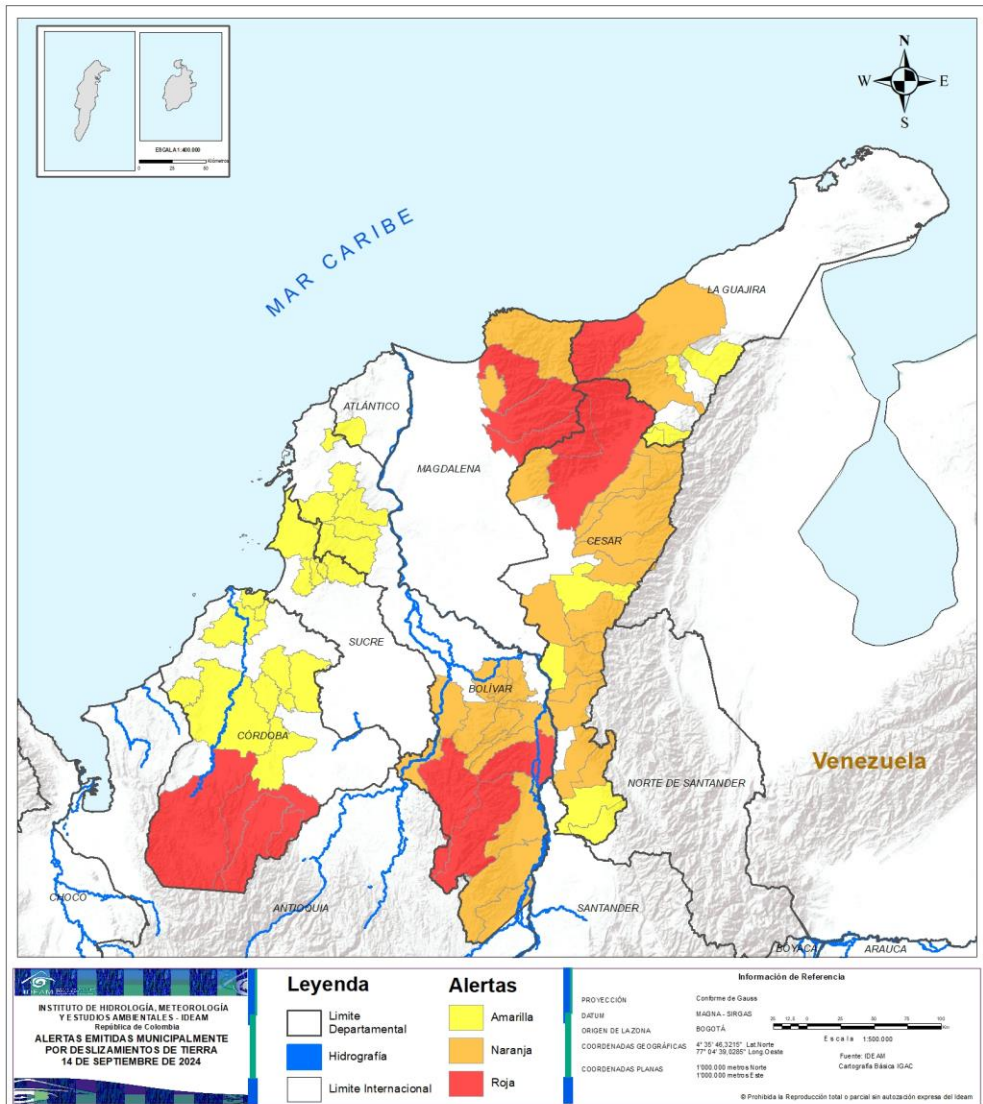 ESCALA 1:400.000
Kilómetros
N
W
E
S
MAR CARIBE
LA GUAJIRA
ATLÁNTICO
MAGDALENA
CESAR
SUCRE
BOLÍVAR
CÓRDOBA
NORTE DE SANTANDER
Venezuela
CHOCO
ANTIOQUIA
SANTANDER
BOYACA
ARAUCA
IDEAM
INSTITUTO DE HIDROLOGÍA, METEOROLOGÍA
Y ESTUDIOS AMBIENTALES - IDEAM
República de Colombia
ALERTAS EMITIDAS MUNICIPALMENTE
POR DESLIZAMIENTOS DE TIERRA
14 DE SEPTIEMBRE DE 2024
Leyenda
Limite
Departamental
Hidrografía
Limite Internacional
Alertas
Amarilla
Naranja
Roja
Información de Referencia
PROYECCIÓN Conforme de Gauss
DATUM MAGNA - SIRGAS
ORIGEN DE LA ZONA BOGOTÁ
COORDENADAS GEOGRÁFICAS 4° 35' 46,3215" Lat.Norte
77° 04' 39,0285" Long.Oeste
COORDENADAS PLANAS 1'000.000 metros Norte
1'000.000 metros Este
Escala 1:500.000
Fuente: IDEAM
Cartografía Básica IGAC
© Prohibida la Reproducción total o parcial sin autozación expresa del Ideam